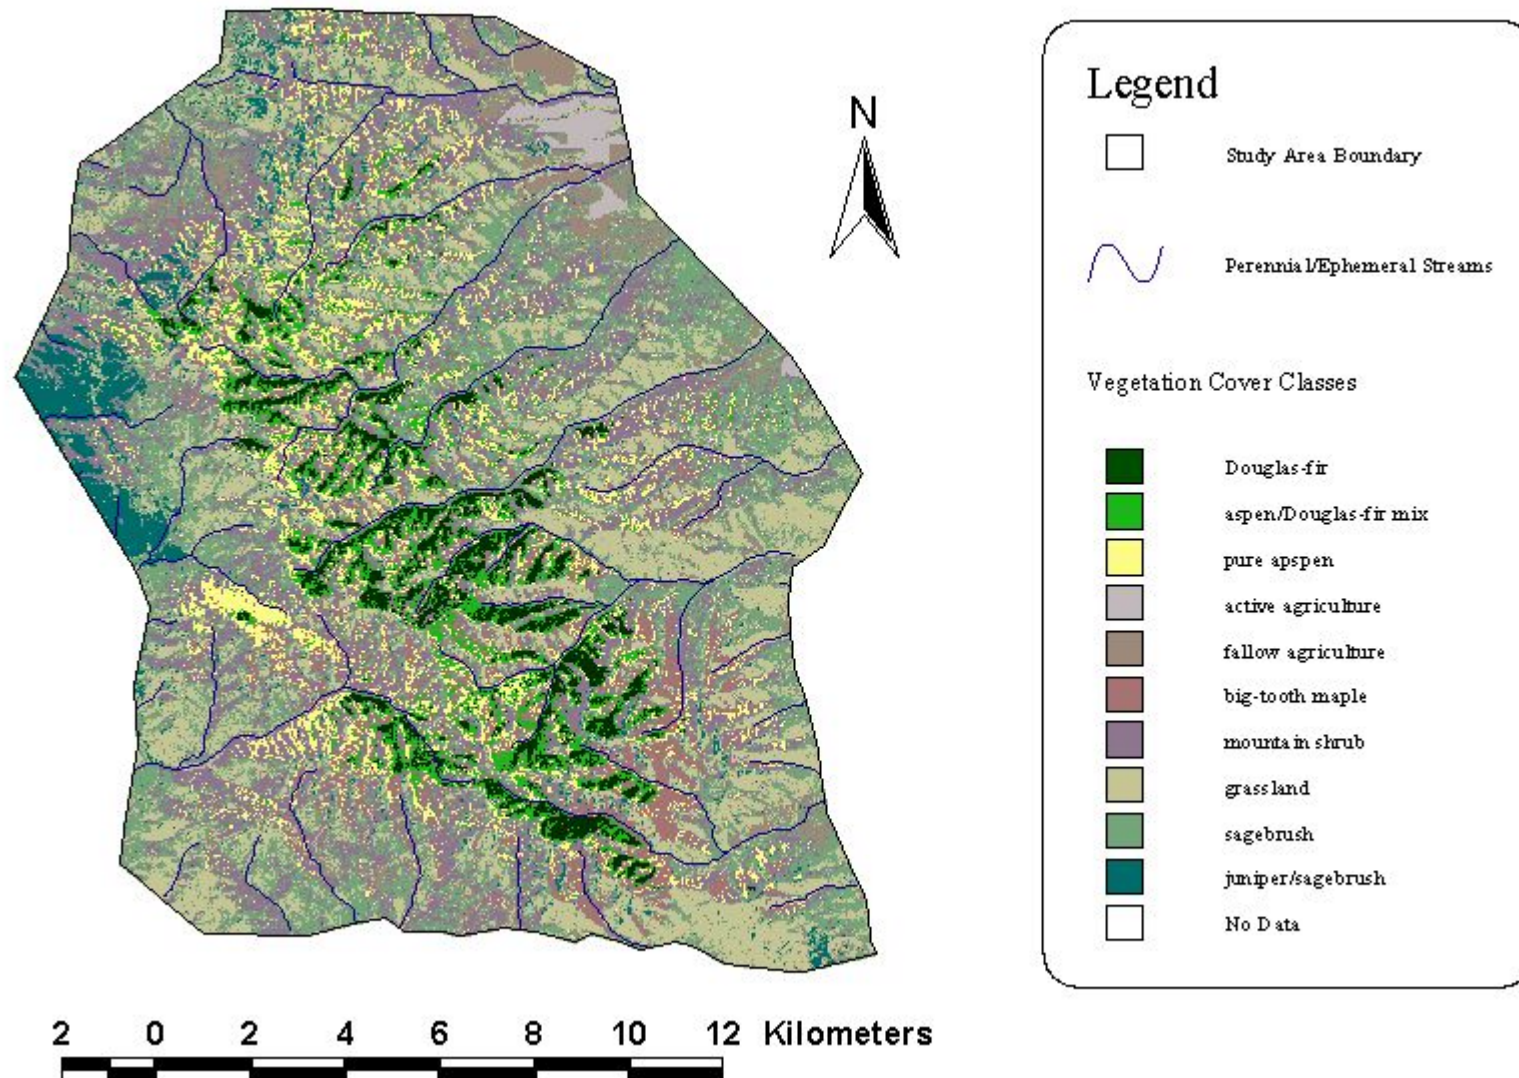 N
Legend
Study Area Boundary
Perennial/Ephemeral Streams
Vegetation Cover Classes
Douglas-fir
aspen/Douglas-fir mix
pure apspen
active agriculture
fallow agriculture
big-tooth maple
mountain shrub
grassland
sagebrush
juniper/sagebrush
No Data
2 0 2 4 6 8 10 12 Kilometers